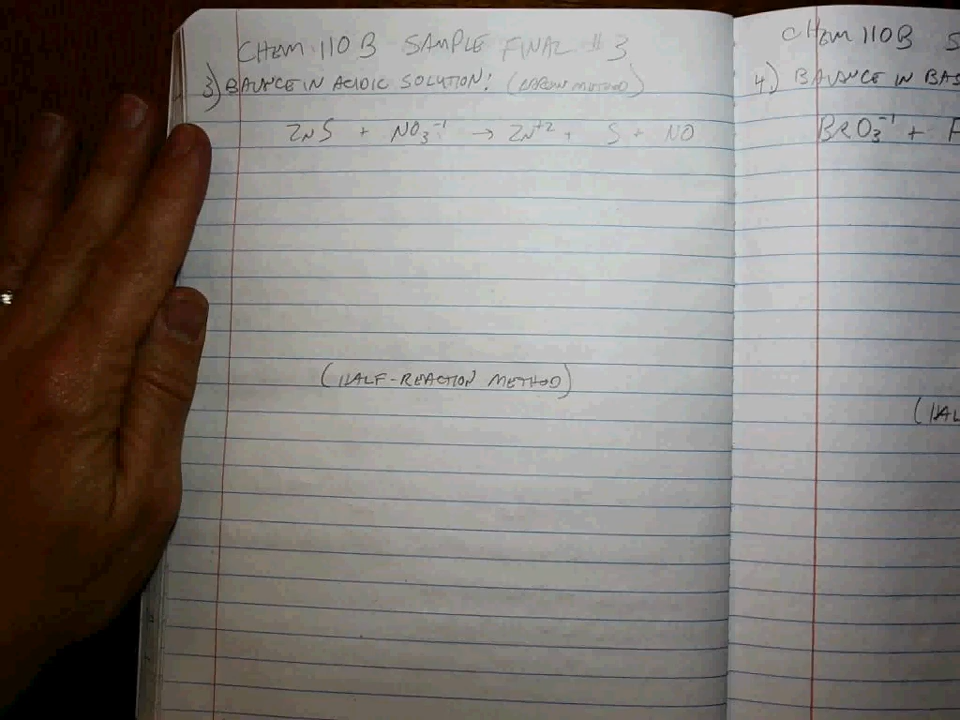 CHEM 110B SAMPLE FINAL #3
3) BALANCE IN ACIDIC SOLUTION! (ARROW METHOD)
ZnS + NO₃⁻¹ → Zn⁺² + S + NO
(HALF-REACTION METHOD)
CHEM 110B S
4) BALANCE IN BAS
BRO₃⁻¹ + F
(HAL